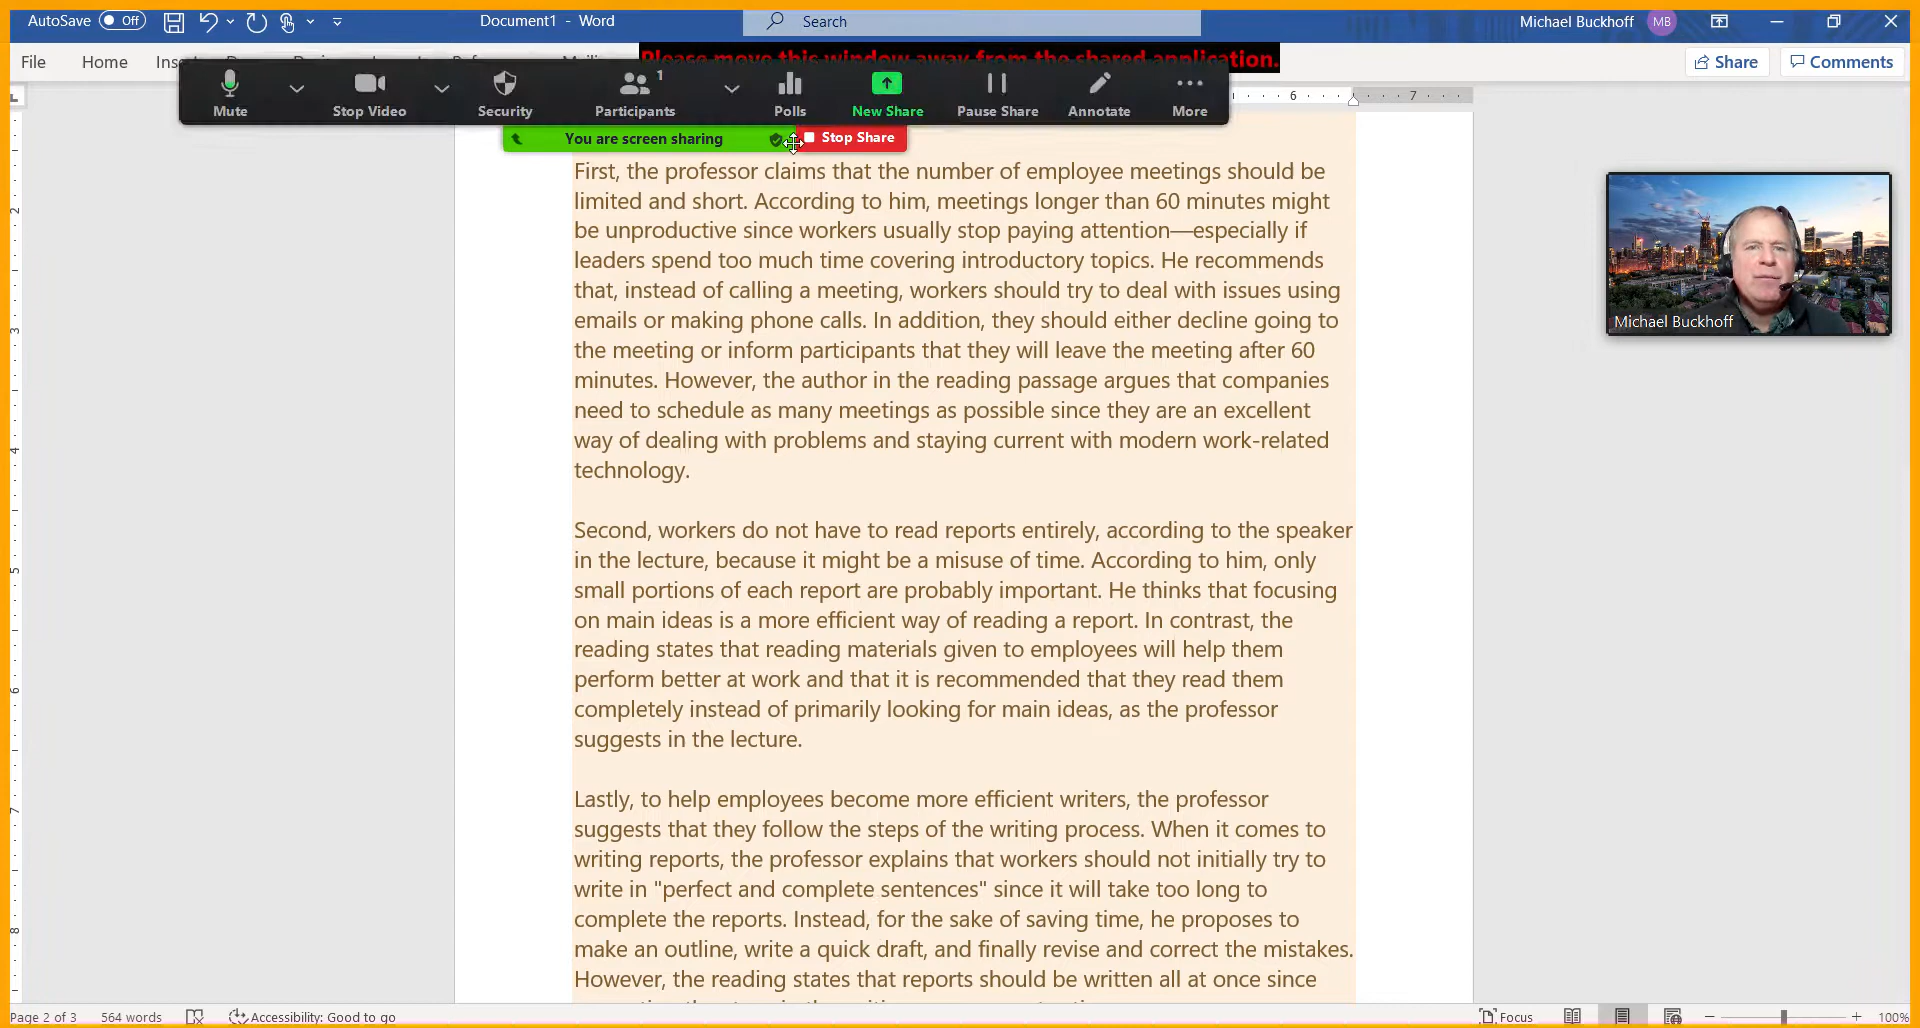 AutoSave Off Document1 - Word Search Michael Buckhoff MB
File Home Please move this window away from the shared application. Share Comments
Mute Stop Video Security Participants 1 Polls New Share Pause Share Annotate More
6 7
You are screen sharing Stop Share
First, the professor claims that the number of employee meetings should be
limited and short. According to him, meetings longer than 60 minutes might
be unproductive since workers usually stop paying attention—especially if
leaders spend too much time covering introductory topics. He recommends
that, instead of calling a meeting, workers should try to deal with issues using
emails or making phone calls. In addition, they should either decline going to
the meeting or inform participants that they will leave the meeting after 60
minutes. However, the author in the reading passage argues that companies
need to schedule as many meetings as possible since they are an excellent
way of dealing with problems and staying current with modern work-related
technology.
Michael Buckhoff
Second, workers do not have to read reports entirely, according to the speaker
in the lecture, because it might be a misuse of time. According to him, only
small portions of each report are probably important. He thinks that focusing
on main ideas is a more efficient way of reading a report. In contrast, the
reading states that reading materials given to employees will help them
perform better at work and that it is recommended that they read them
completely instead of primarily looking for main ideas, as the professor
suggests in the lecture.
Lastly, to help employees become more efficient writers, the professor
suggests that they follow the steps of the writing process. When it comes to
writing reports, the professor explains that workers should not initially try to
write in "perfect and complete sentences" since it will take too long to
complete the reports. Instead, for the sake of saving time, he proposes to
make an outline, write a quick draft, and finally revise and correct the mistakes.
However, the reading states that reports should be written all at once since
2
3
4
5
6
7
8
Page 2 of 3 564 words Accessibility: Good to go Focus 100%